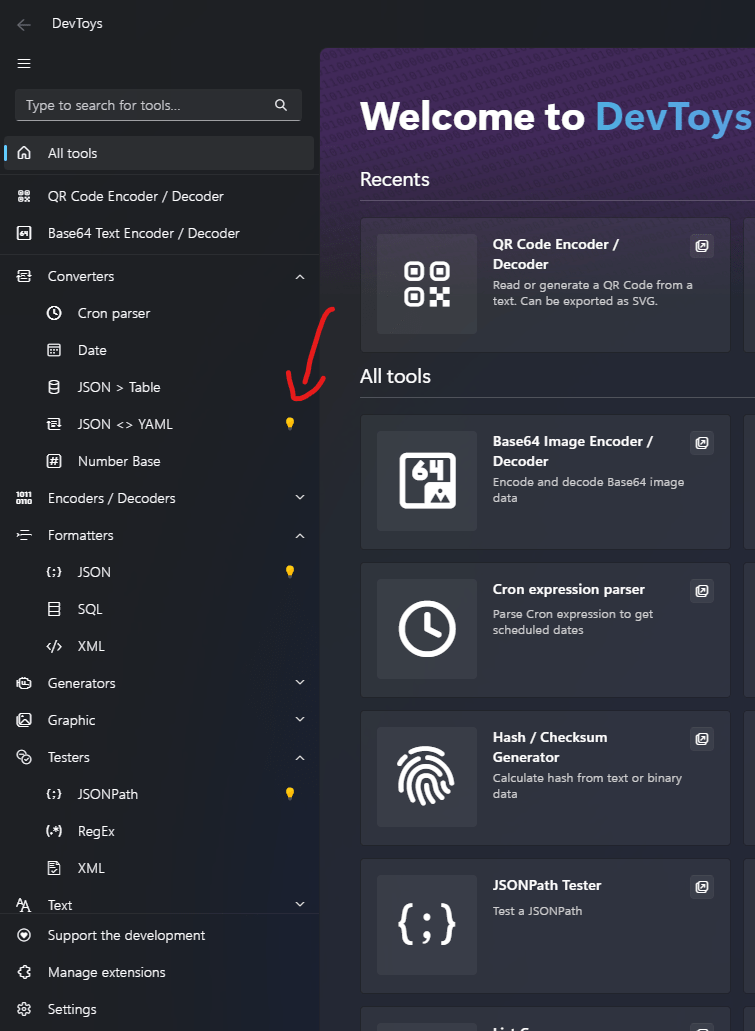 DevToys
Type to search for tools...
All tools
QR Code Encoder / Decoder
Base64 Text Encoder / Decoder
Converters
Cron parser
Date
JSON > Table
JSON <> YAML
Number Base
Encoders / Decoders
Formatters
JSON
SQL
XML
Generators
Graphic
Testers
JSONPath
RegEx
XML
Text
Support the development
Manage extensions
Settings
Welcome to DevToys
Recents
QR Code Encoder /
Decoder
Read or generate a QR Code from a
text. Can be exported as SVG.
All tools
64
Base64 Image Encoder /
Decoder
Encode and decode Base64 image
data
Cron expression parser
Parse Cron expression to get
scheduled dates
Hash / Checksum
Generator
Calculate hash from text or binary
data
{;}
JSONPath Tester
Test a JSONPath